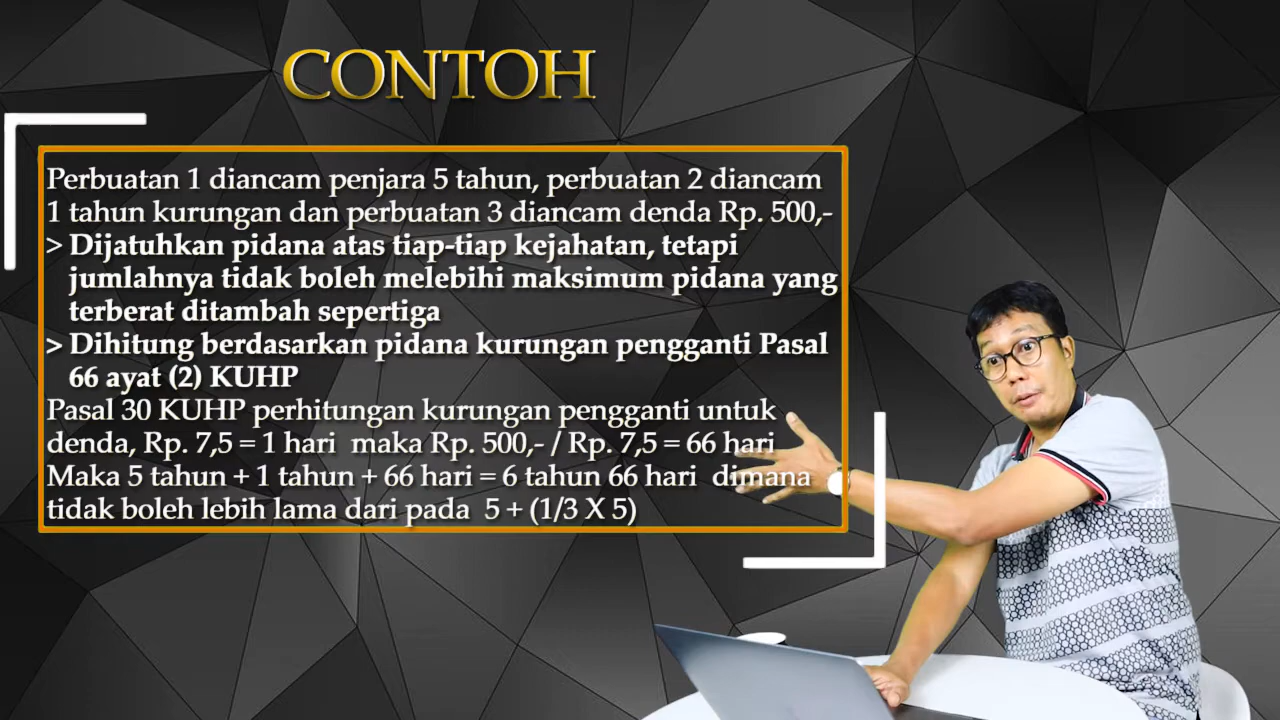 CONTOH
Perbuatan 1 diancam penjara 5 tahun, perbuatan 2 diancam
1 tahun kurungan dan perbuatan 3 diancam denda Rp. 500,-
> Dijatuhkan pidana atas tiap-tiap kejahatan, tetapi
jumlahnya tidak boleh melebihi maksimum pidana yang
terberat ditambah sepertiga
> Dihitung berdasarkan pidana kurungan pengganti Pasal
66 ayat (2) KUHP
Pasal 30 KUHP perhitungan kurungan pengganti untuk
denda, Rp. 7,5 = 1 hari maka Rp. 500,- / Rp. 7,5 = 66 hari
Maka 5 tahun + 1 tahun + 66 hari = 6 tahun 66 hari dimana
tidak boleh lebih lama dari pada 5 + (1/3 X 5)